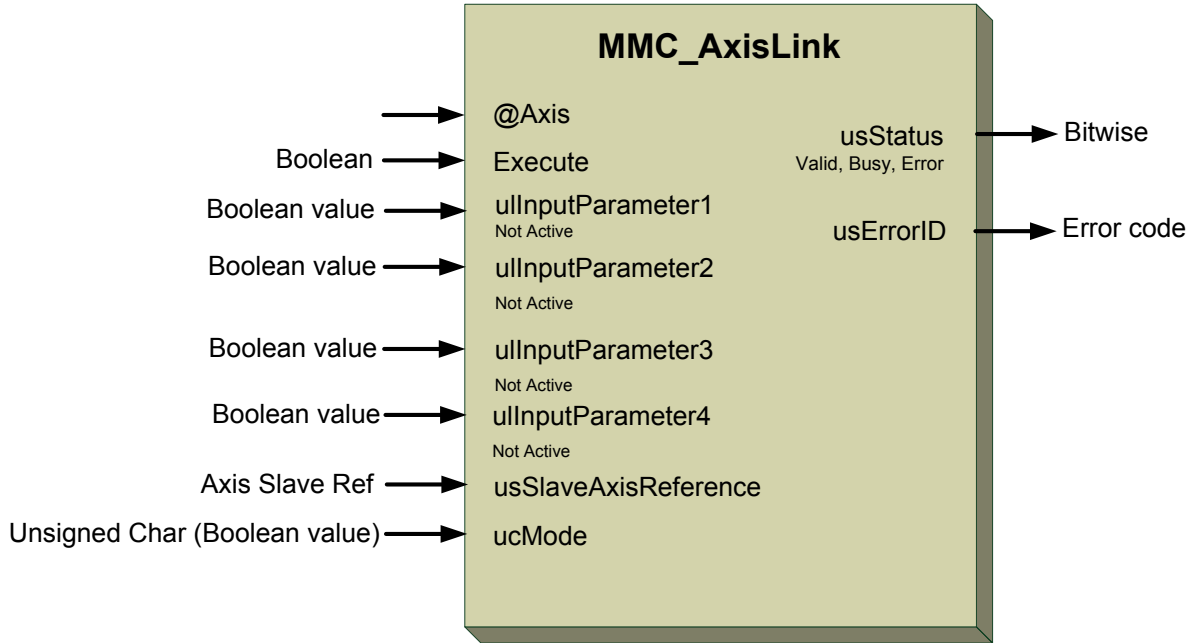 MMC_AxisLink
@Axis
Boolean
Execute
Boolean value
ulInputParameter1
Not Active
Boolean value
ulInputParameter2
Not Active
Boolean value
ulInputParameter3
Not Active
Boolean value
ulInputParameter4
Not Active
Axis Slave Ref
usSlaveAxisReference
Unsigned Char (Boolean value)
ucMode
usStatus
Valid, Busy, Error
Bitwise
usErrorID
Error code